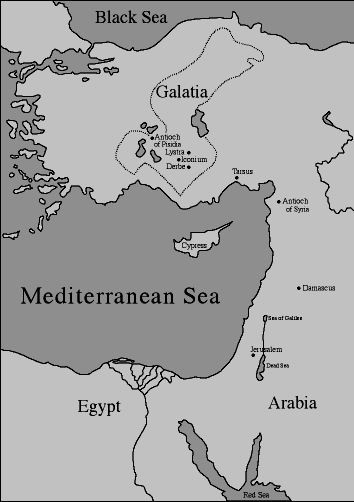 Black Sea
Galatia
Antioch
of Pisidia
Lystra
Iconium
Derbe
Tarsus
Antioch
of Syria
Cypress
Damascus
Mediterranean Sea
Sea of Galilee
Jerusalem
Dead Sea
Egypt
Arabia
Red Sea